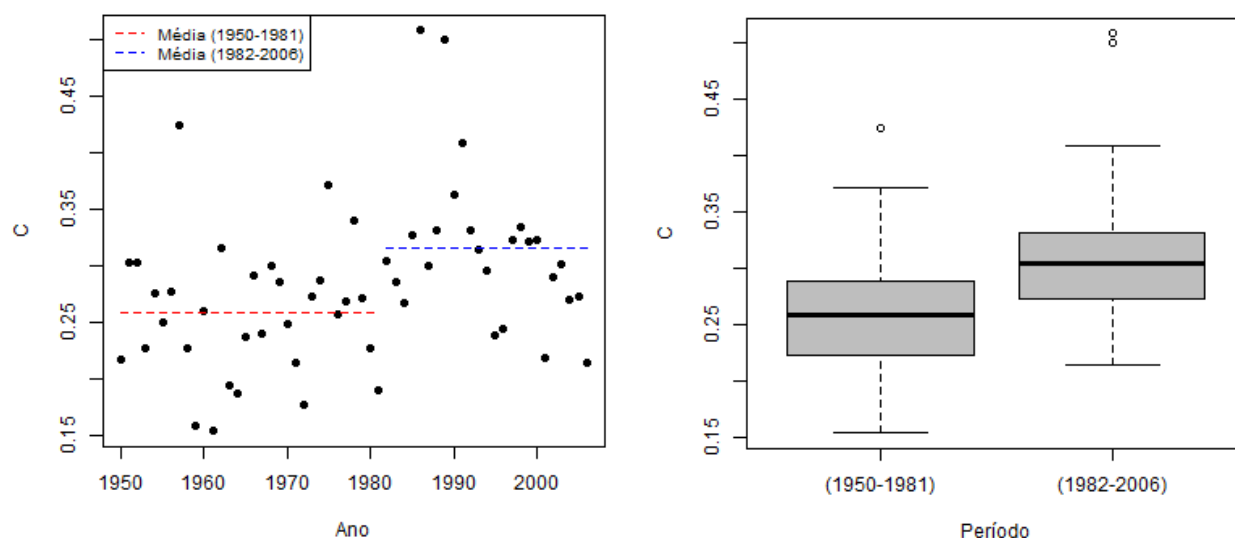 Média (1950-1981)
Média (1982-2006)
0.45
0.35
0.25
0.15
C
1950 1960 1970 1980 1990 2000
Ano
0.45
0.35
0.25
0.15
C
(1950-1981) (1982-2006)
Período